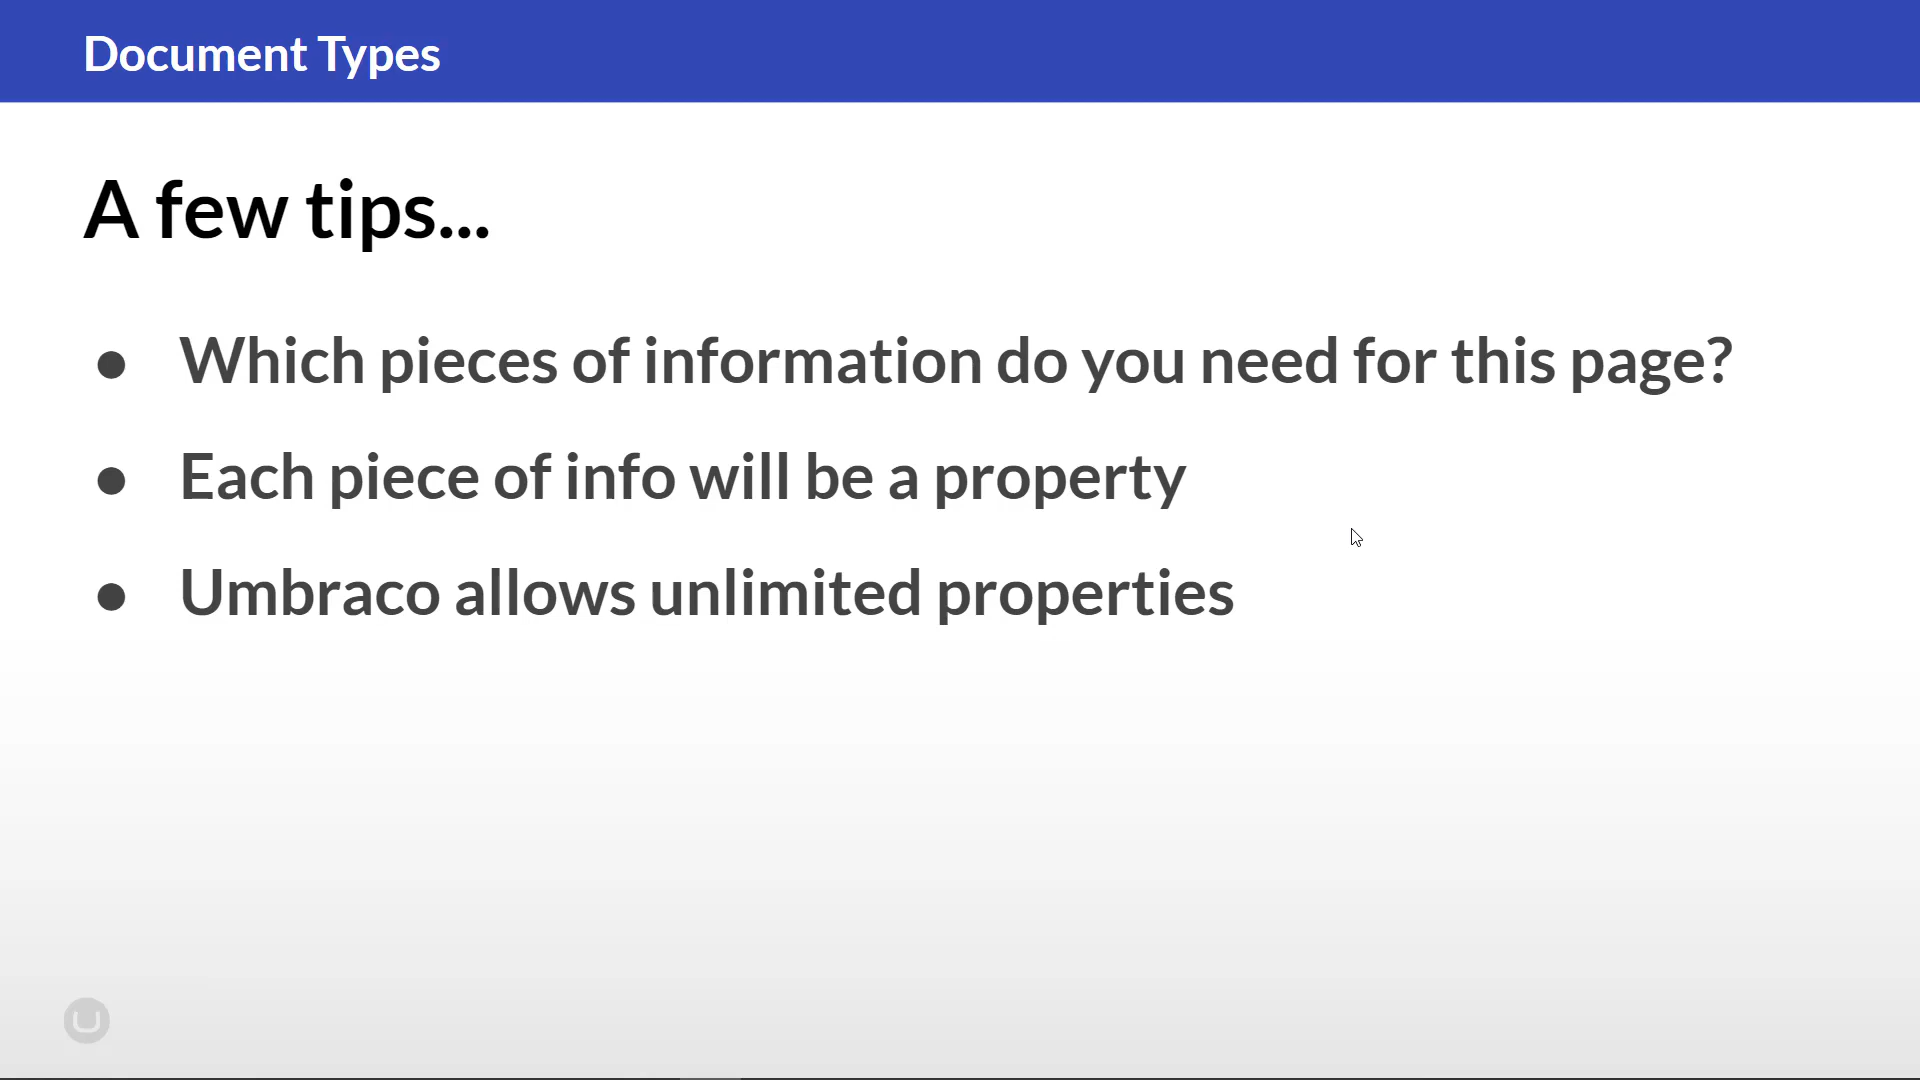 Document Types
A few tips...
● Which pieces of information do you need for this page?
● Each piece of info will be a property
● Umbraco allows unlimited properties